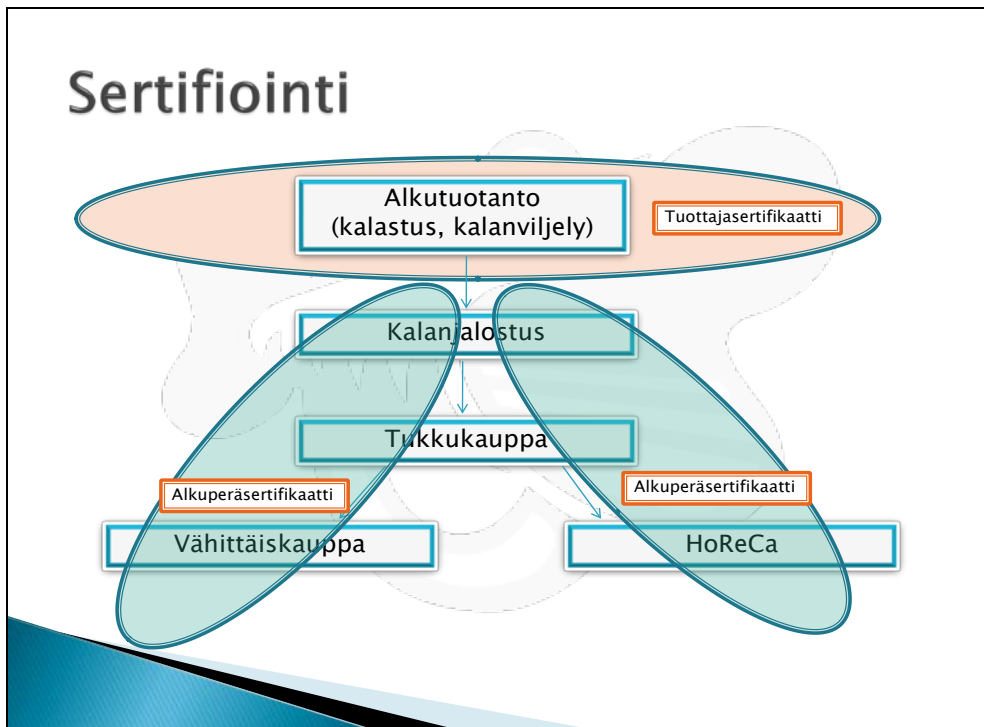 Sertifiointi
Alkutuotanto
(kalastus, kalanviljely)
Tuottajasertifikaatti
Kalanjalostus
Tukkukauppa
Alkuperäsertifikaatti
Alkuperäsertifikaatti
Vähittäiskauppa
HoReCa